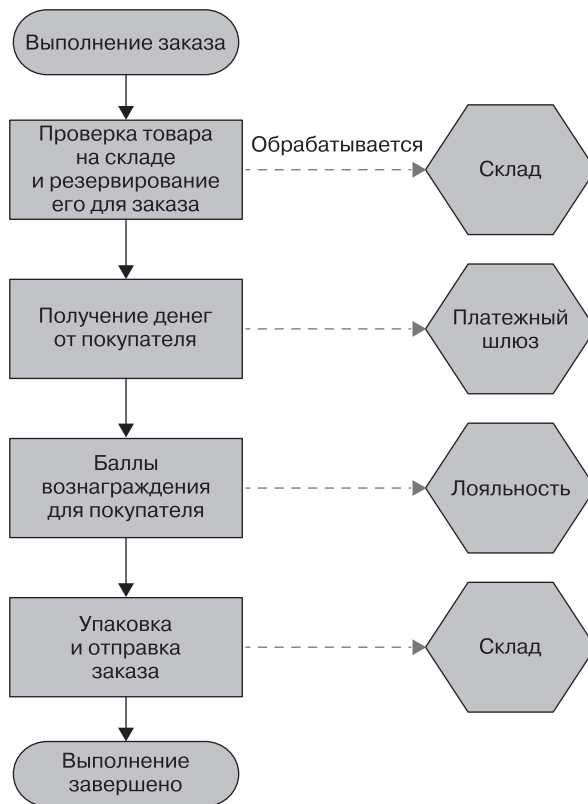 Выполнение заказа
Проверка товара
на складе
и резервирование
его для заказа
Обрабатывается
Склад
Получение денег
от покупателя
Платежный
шлюз
Баллы
вознаграждения
для покупателя
Лояльность
Упаковка
и отправка
заказа
Склад
Выполнение
завершено